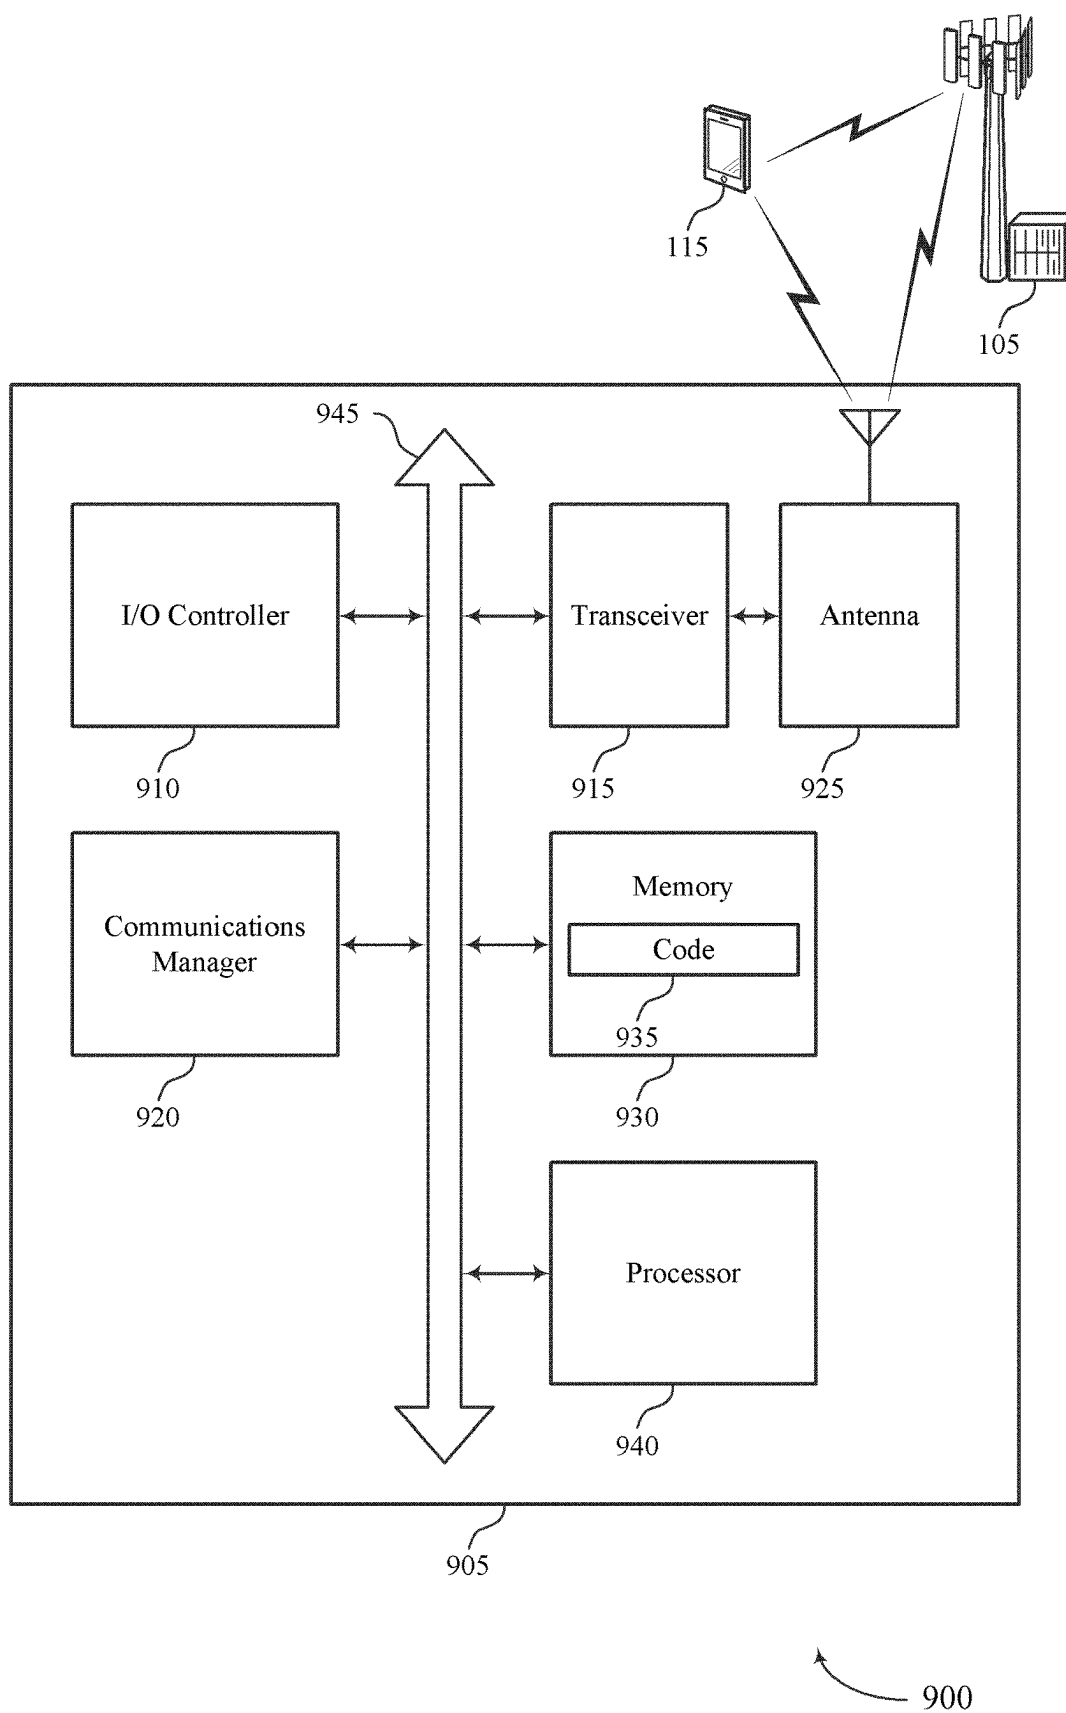 115
105
945
I/O Controller
Transceiver
Antenna
910
915
925
Communications
Manager
Memory
Code
935
920
930
Processor
940
905
900